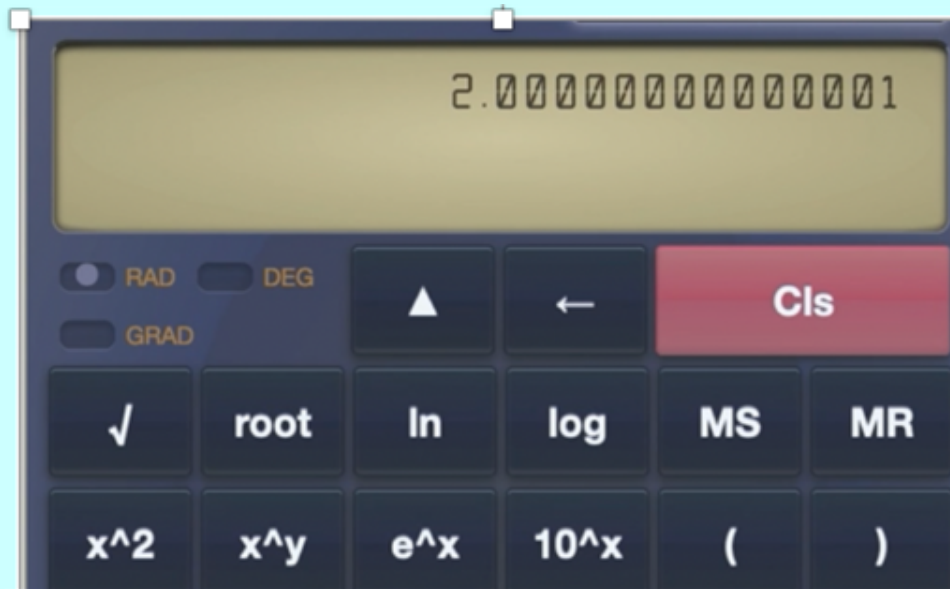 2.00000000000001
RAD DEG ▲ ← Cls
GRAD
√ root ln log MS MR
x^2 x^y e^x 10^x ( )